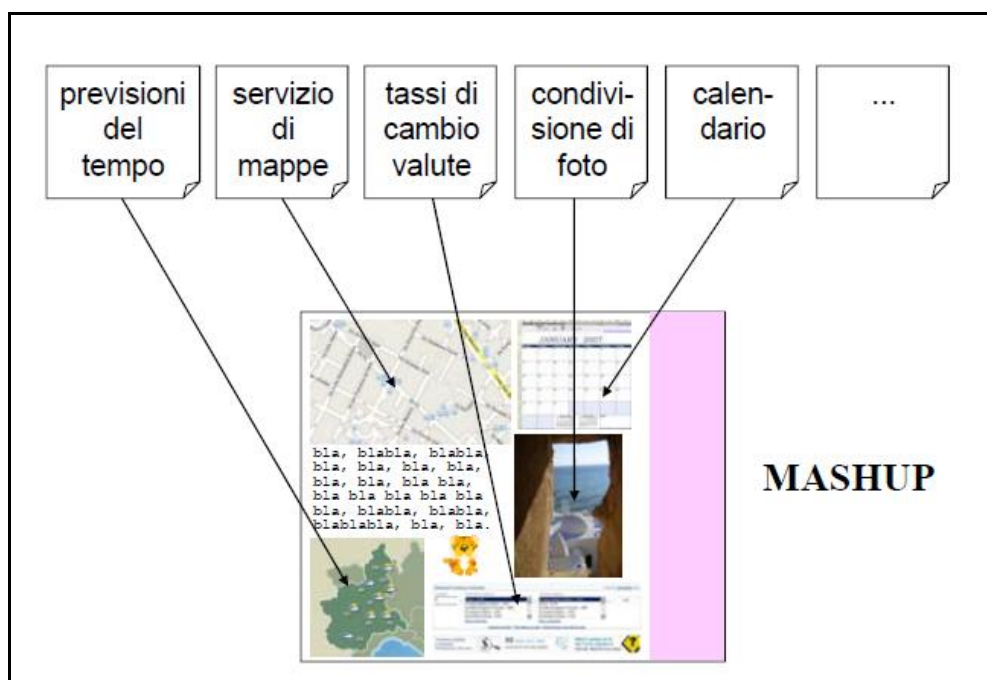 previsioni
del
tempo
servizio
di
mappe
tassi di
cambio
valute
condivi-
sione di
foto
calen-
dario
...
JANUARY 2007
bla, blabla, blabla,
bla, bla, bla, bla,
bla, bla, bla bla,
bla bla bla bla bla
bla, blabla, blabla,
blablabla, bla, bla.
MASHUP